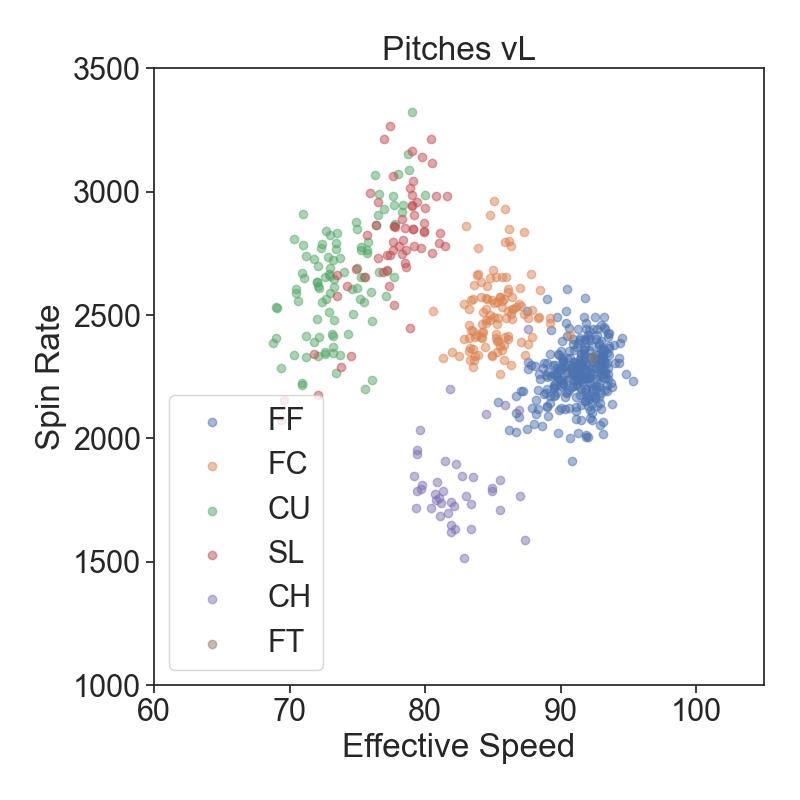 Pitches vL
3500
3000
2500
2000
1500
1000
Spin Rate
FF
FC
CU
SL
CH
FT
60 70 80 90 100
Effective Speed